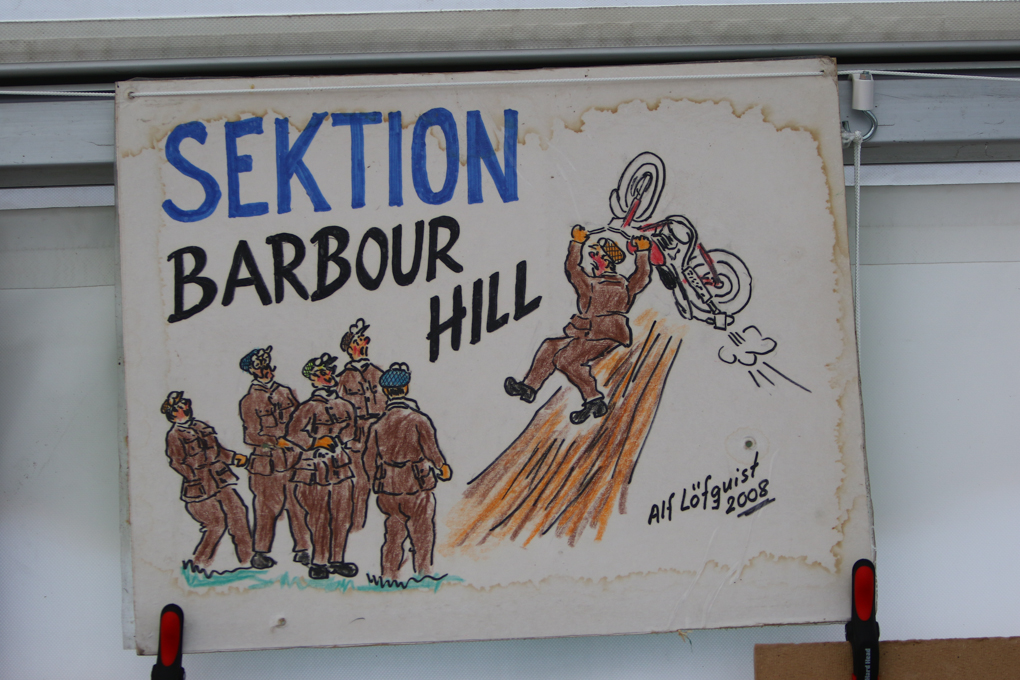 SEKTION
BARBOUR
HILL
Alf Löfquist
2008